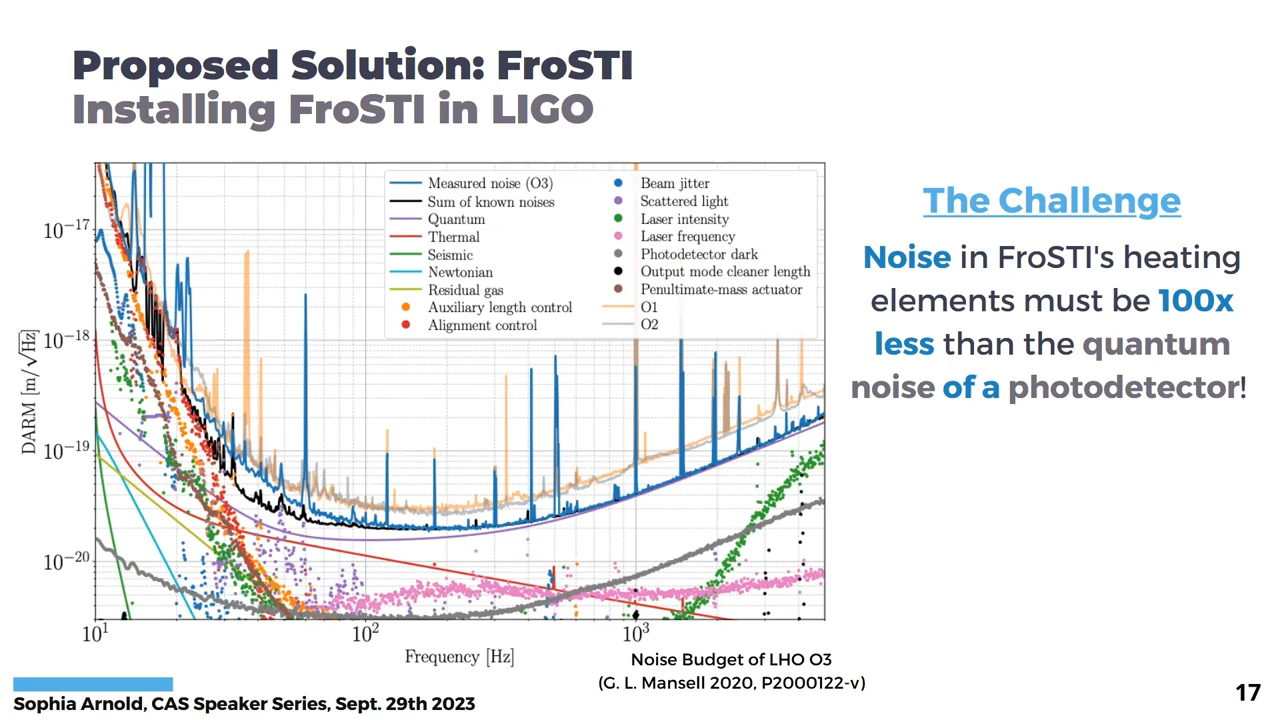 Proposed Solution: FroSTI
Installing FroSTI in LIGO
Measured noise (O3)
Sum of known noises
Quantum
Thermal
Seismic
Newtonian
Residual gas
Auxiliary length control
Alignment control
Beam jitter
Scattered light
Laser intensity
Laser frequency
Photodetector dark
Output mode cleaner length
Penultimate-mass actuator
O1
O2
DARM [m/√Hz]
10⁻¹⁷
10⁻¹⁸
10⁻¹⁹
10⁻²⁰
10¹
10²
10³
Frequency [Hz]
Noise Budget of LHO O3
(G. L. Mansell 2020, P2000122-v)
The Challenge
Noise in FroSTI's heating
elements must be 100x
less than the quantum
noise of a photodetector!
Sophia Arnold, CAS Speaker Series, Sept. 29th 2023
17